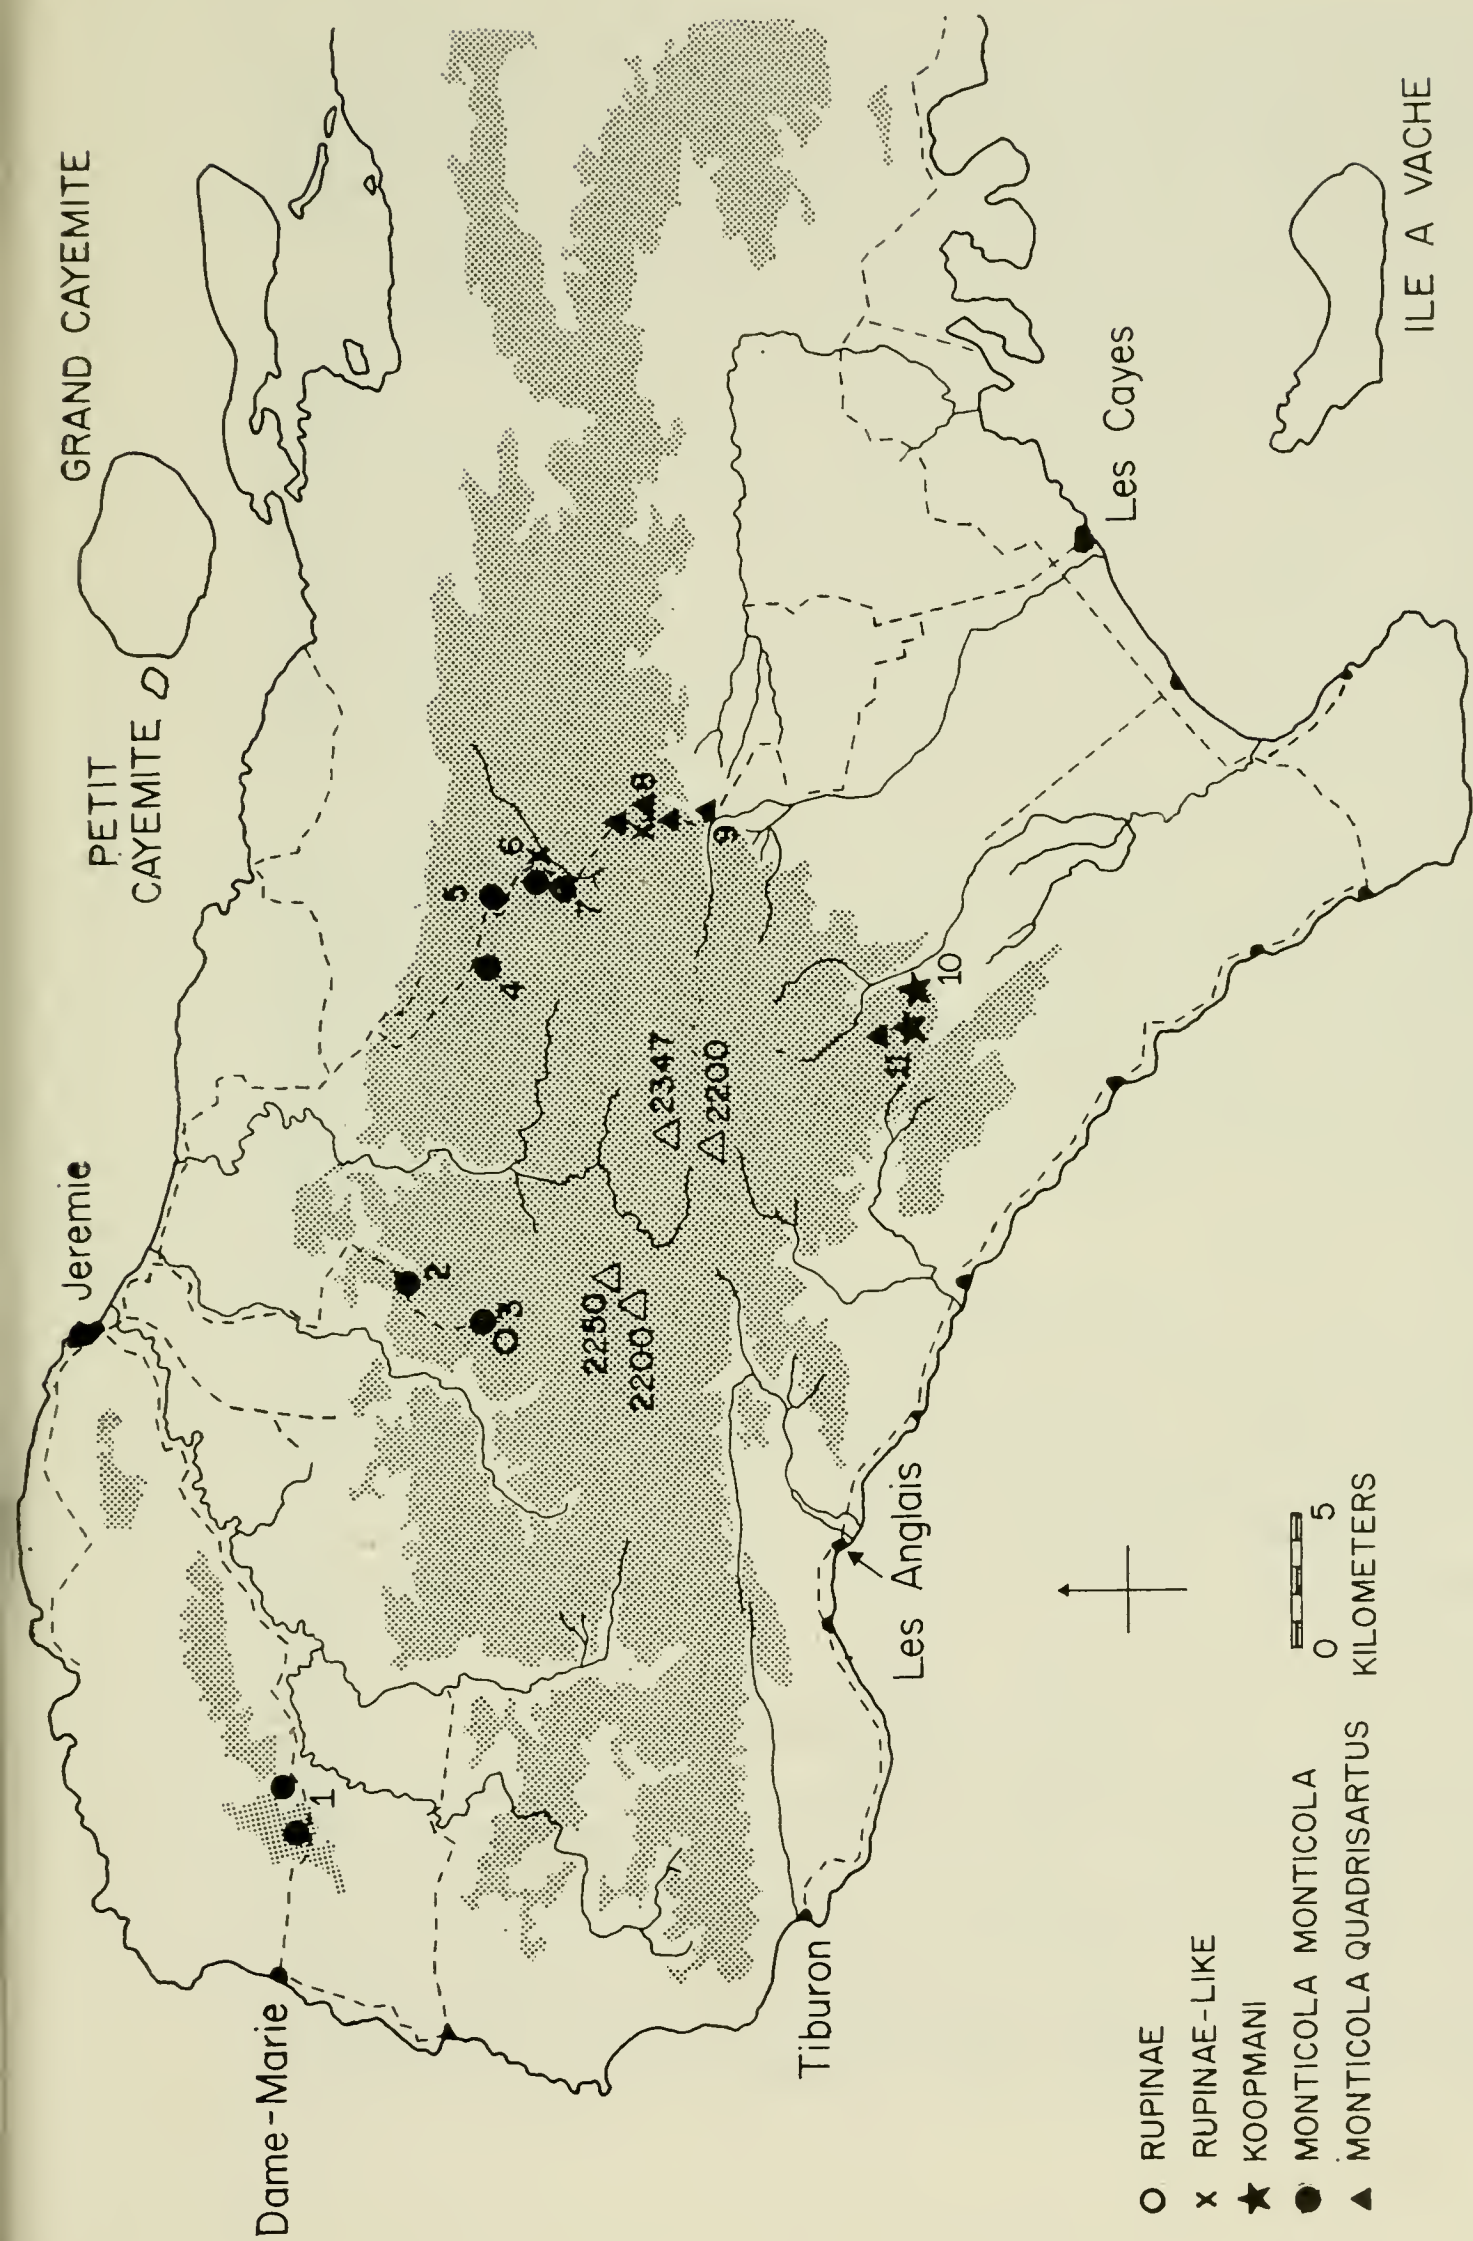 GRAND CAYEMITE
PETIT
CAYEMITE
Jeremie
Dame-Marie
Tiburon
Les Anglais
Les Cayes
ILE A VACHE
1
2
3
4
5
6
7
8
9
10
11
2250
2200
2347
2200
RUPINAE
x RUPINAE-LIKE
KOOPMANI
MONTICOLA MONTICOLA
MONTICOLA QUADRISARTUS
0 5
KILOMETERS